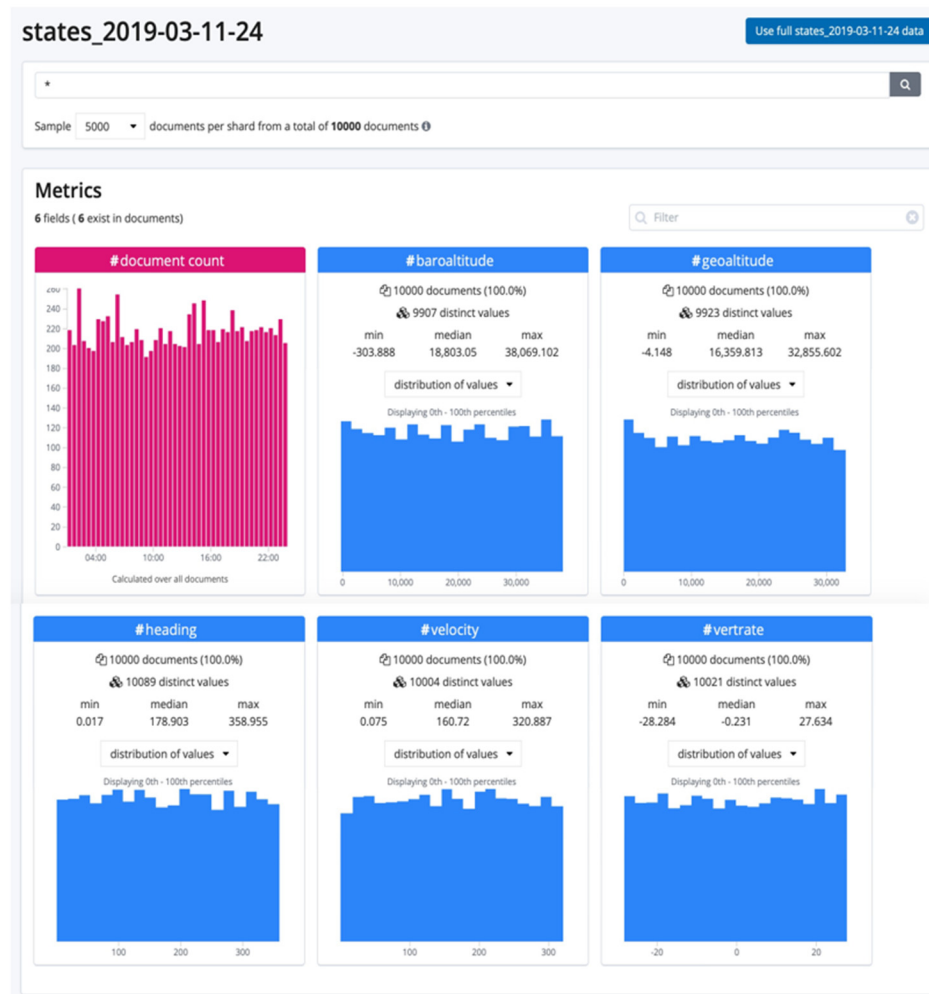 states_2019-03-11-24
Use full states_2019-03-11-24 data
*
Sample 5000 documents per shard from a total of 10000 documents
Metrics
6 fields ( 6 exist in documents)
Filter
#document count
260
240
220
200
180
160
140
120
100
80
60
40
20
0
04:00 10:00 16:00 22:00
Calculated over all documents
#baroaltitude
10000 documents (100.0%)
9907 distinct values
min median max
-303.888 18,803.05 38,069.102
distribution of values
Displaying 0th - 100th percentiles
0 10,000 20,000 30,000
#geoaltitude
10000 documents (100.0%)
9923 distinct values
min median max
-4.148 16,359.813 32,855.602
distribution of values
Displaying 0th - 100th percentiles
0 10,000 20,000 30,000
#heading
10000 documents (100.0%)
10089 distinct values
min median max
0.017 178.903 358.955
distribution of values
Displaying 0th - 100th percentiles
100 200 300
#velocity
10000 documents (100.0%)
10004 distinct values
min median max
0.075 160.72 320.887
distribution of values
Displaying 0th - 100th percentiles
100 200 300
#vertrate
10000 documents (100.0%)
10021 distinct values
min median max
-28.284 -0.231 27.634
distribution of values
Displaying 0th - 100th percentiles
-20 0 20